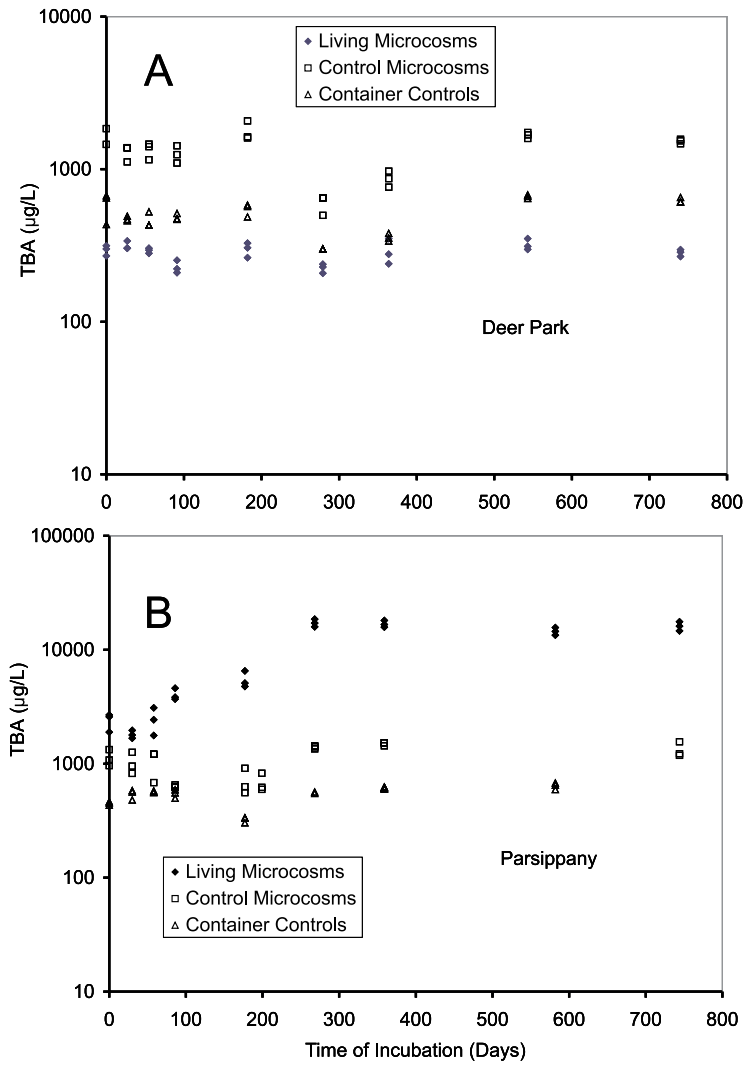 10000
1000
100
10
TBA (µg/L)
A
Living Microcosms
Control Microcosms
Container Controls
Deer Park
0 100 200 300 400 500 600 700 800
100000
10000
1000
100
10
TBA (µg/L)
B
Parsippany
Living Microcosms
Control Microcosms
Container Controls
0 100 200 300 400 500 600 700 800
Time of Incubation (Days)